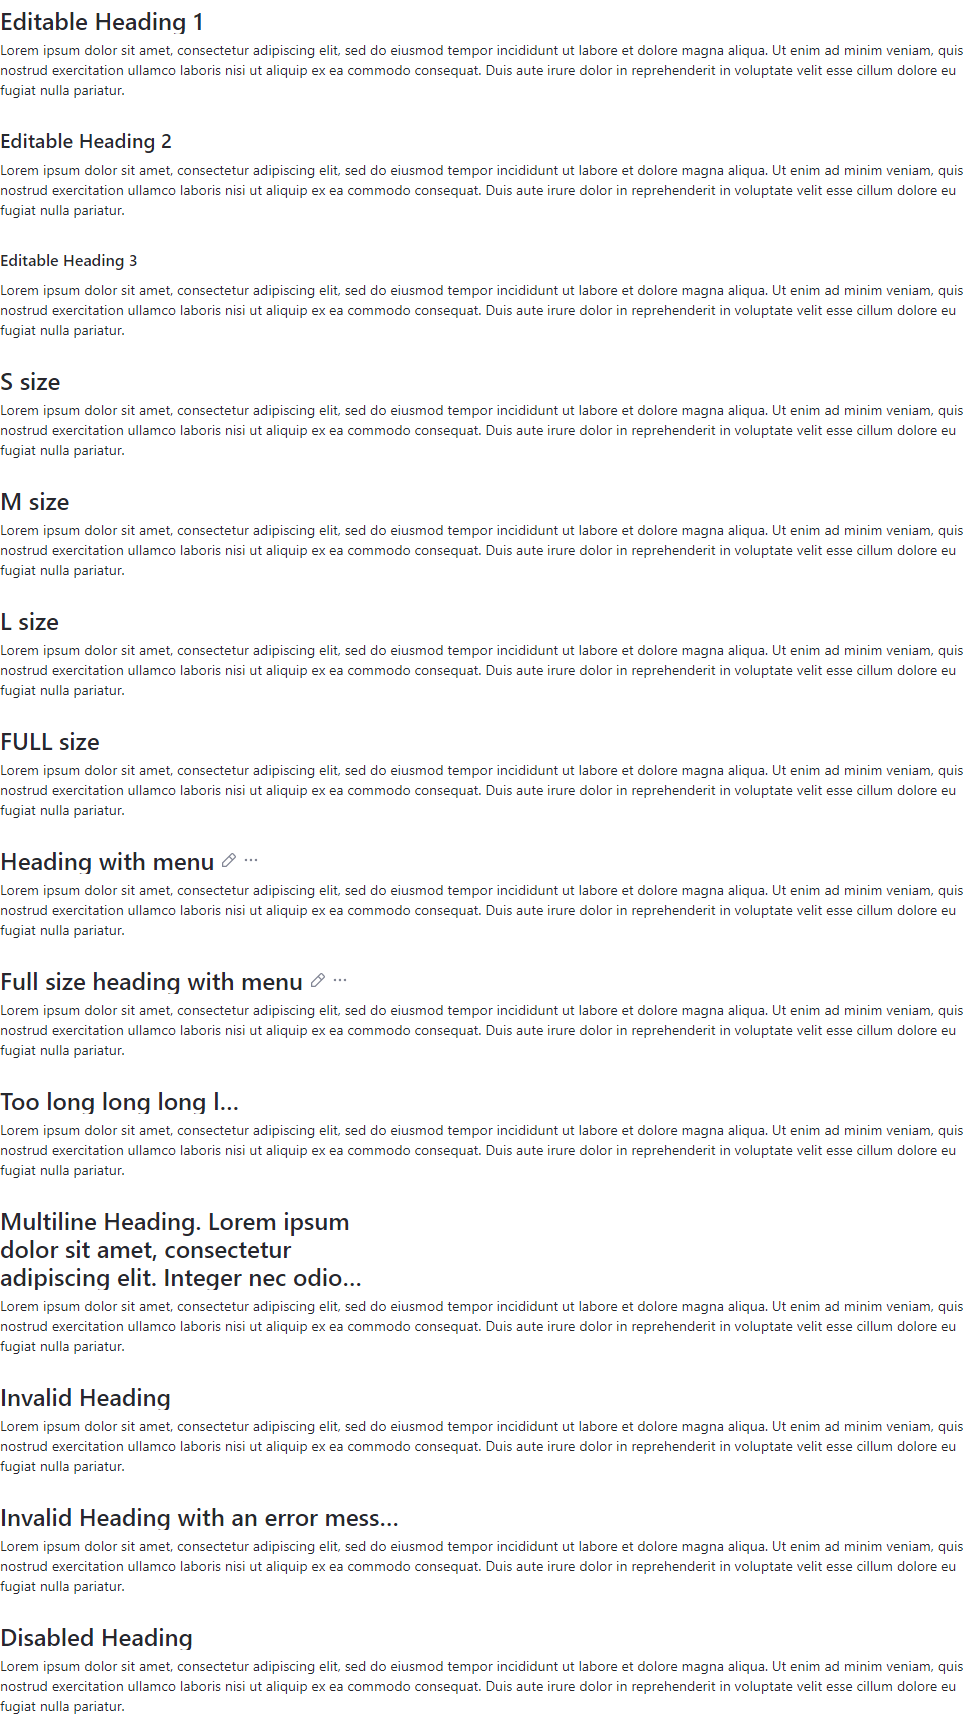 Editable Heading 1
Lorem ipsum dolor sit amet, consectetur adipiscing elit, sed do eiusmod tempor incididunt ut labore et dolore magna aliqua. Ut enim ad minim veniam, quis
nostrud exercitation ullamco laboris nisi ut aliquip ex ea commodo consequat. Duis aute irure dolor in reprehenderit in voluptate velit esse cillum dolore eu
fugiat nulla pariatur.
Editable Heading 2
Lorem ipsum dolor sit amet, consectetur adipiscing elit, sed do eiusmod tempor incididunt ut labore et dolore magna aliqua. Ut enim ad minim veniam, quis
nostrud exercitation ullamco laboris nisi ut aliquip ex ea commodo consequat. Duis aute irure dolor in reprehenderit in voluptate velit esse cillum dolore eu
fugiat nulla pariatur.
Editable Heading 3
Lorem ipsum dolor sit amet, consectetur adipiscing elit, sed do eiusmod tempor incididunt ut labore et dolore magna aliqua. Ut enim ad minim veniam, quis
nostrud exercitation ullamco laboris nisi ut aliquip ex ea commodo consequat. Duis aute irure dolor in reprehenderit in voluptate velit esse cillum dolore eu
fugiat nulla pariatur.
S size
Lorem ipsum dolor sit amet, consectetur adipiscing elit, sed do eiusmod tempor incididunt ut labore et dolore magna aliqua. Ut enim ad minim veniam, quis
nostrud exercitation ullamco laboris nisi ut aliquip ex ea commodo consequat. Duis aute irure dolor in reprehenderit in voluptate velit esse cillum dolore eu
fugiat nulla pariatur.
M size
Lorem ipsum dolor sit amet, consectetur adipiscing elit, sed do eiusmod tempor incididunt ut labore et dolore magna aliqua. Ut enim ad minim veniam, quis
nostrud exercitation ullamco laboris nisi ut aliquip ex ea commodo consequat. Duis aute irure dolor in reprehenderit in voluptate velit esse cillum dolore eu
fugiat nulla pariatur.
L size
Lorem ipsum dolor sit amet, consectetur adipiscing elit, sed do eiusmod tempor incididunt ut labore et dolore magna aliqua. Ut enim ad minim veniam, quis
nostrud exercitation ullamco laboris nisi ut aliquip ex ea commodo consequat. Duis aute irure dolor in reprehenderit in voluptate velit esse cillum dolore eu
fugiat nulla pariatur.
FULL size
Lorem ipsum dolor sit amet, consectetur adipiscing elit, sed do eiusmod tempor incididunt ut labore et dolore magna aliqua. Ut enim ad minim veniam, quis
nostrud exercitation ullamco laboris nisi ut aliquip ex ea commodo consequat. Duis aute irure dolor in reprehenderit in voluptate velit esse cillum dolore eu
fugiat nulla pariatur.
Heading with menu
Lorem ipsum dolor sit amet, consectetur adipiscing elit, sed do eiusmod tempor incididunt ut labore et dolore magna aliqua. Ut enim ad minim veniam, quis
nostrud exercitation ullamco laboris nisi ut aliquip ex ea commodo consequat. Duis aute irure dolor in reprehenderit in voluptate velit esse cillum dolore eu
fugiat nulla pariatur.
Full size heading with menu
Lorem ipsum dolor sit amet, consectetur adipiscing elit, sed do eiusmod tempor incididunt ut labore et dolore magna aliqua. Ut enim ad minim veniam, quis
nostrud exercitation ullamco laboris nisi ut aliquip ex ea commodo consequat. Duis aute irure dolor in reprehenderit in voluptate velit esse cillum dolore eu
fugiat nulla pariatur.
Too long long long l...
Lorem ipsum dolor sit amet, consectetur adipiscing elit, sed do eiusmod tempor incididunt ut labore et dolore magna aliqua. Ut enim ad minim veniam, quis
nostrud exercitation ullamco laboris nisi ut aliquip ex ea commodo consequat. Duis aute irure dolor in reprehenderit in voluptate velit esse cillum dolore eu
fugiat nulla pariatur.
Multiline Heading. Lorem ipsum
dolor sit amet, consectetur
adipiscing elit. Integer nec odio...
Lorem ipsum dolor sit amet, consectetur adipiscing elit, sed do eiusmod tempor incididunt ut labore et dolore magna aliqua. Ut enim ad minim veniam, quis
nostrud exercitation ullamco laboris nisi ut aliquip ex ea commodo consequat. Duis aute irure dolor in reprehenderit in voluptate velit esse cillum dolore eu
fugiat nulla pariatur.
Invalid Heading
Lorem ipsum dolor sit amet, consectetur adipiscing elit, sed do eiusmod tempor incididunt ut labore et dolore magna aliqua. Ut enim ad minim veniam, quis
nostrud exercitation ullamco laboris nisi ut aliquip ex ea commodo consequat. Duis aute irure dolor in reprehenderit in voluptate velit esse cillum dolore eu
fugiat nulla pariatur.
Invalid Heading with an error mess...
Lorem ipsum dolor sit amet, consectetur adipiscing elit, sed do eiusmod tempor incididunt ut labore et dolore magna aliqua. Ut enim ad minim veniam, quis
nostrud exercitation ullamco laboris nisi ut aliquip ex ea commodo consequat. Duis aute irure dolor in reprehenderit in voluptate velit esse cillum dolore eu
fugiat nulla pariatur.
Disabled Heading
Lorem ipsum dolor sit amet, consectetur adipiscing elit, sed do eiusmod tempor incididunt ut labore et dolore magna aliqua. Ut enim ad minim veniam, quis
nostrud exercitation ullamco laboris nisi ut aliquip ex ea commodo consequat. Duis aute irure dolor in reprehenderit in voluptate velit esse cillum dolore eu
fugiat nulla pariatur.